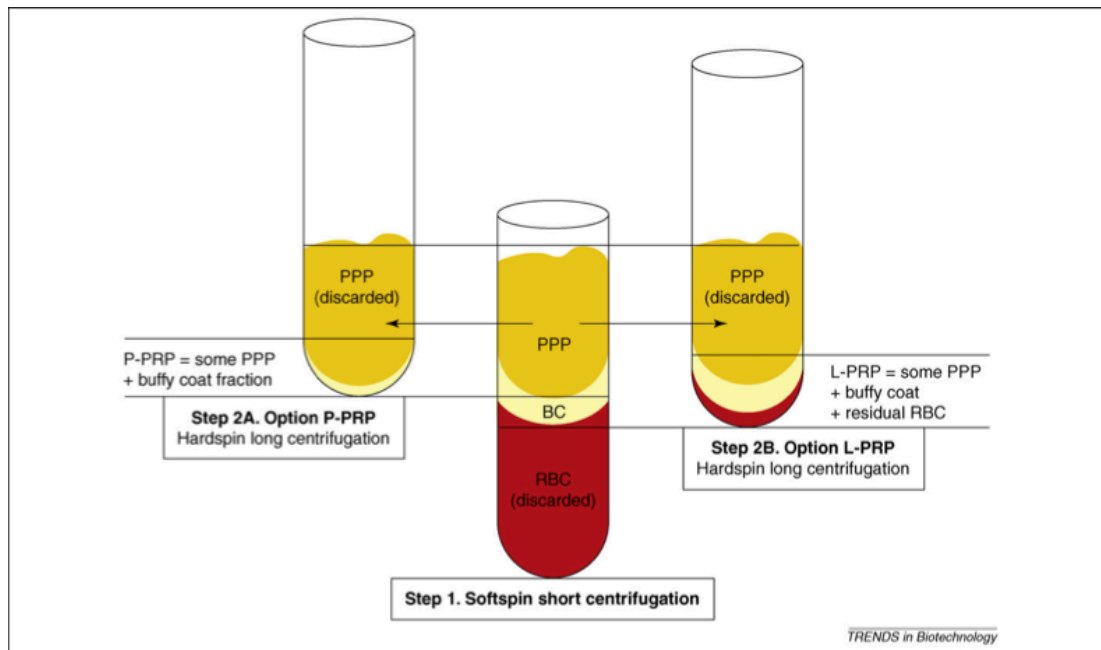 PPP
(discarded)
P-PRP = some PPP
+ buffy coat fraction
Step 2A. Option P-PRP
Hardspin long centrifugation
PPP
BC
RBC
(discarded)
Step 1. Softspin short centrifugation
PPP
(discarded)
L-PRP = some PPP
+ buffy coat
+ residual RBC
Step 2B. Option L-PRP
Hardspin long centrifugation
TRENDS in Biotechnology